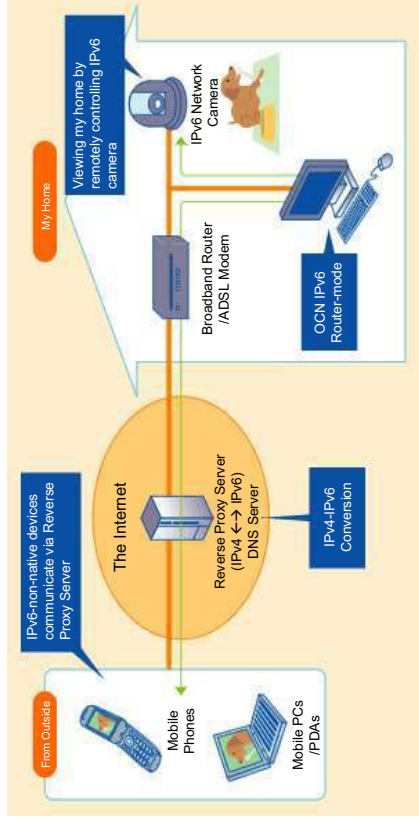 From Outside
IPv6-non-native devices
communicate via Reverse
Proxy Server
Mobile
Phones
Mobile PCs
/PDAs
The Internet
Reverse Proxy Server
(IPv4 ←→ IPv6)
DNS Server
IPv4-IPv6
Conversion
My Home
Viewing my home by
remotely controlling IPv6
camera
Broadband Router
/ADSL Modem
IPv6 Network
Camera
OCN IPv6
Router-mode